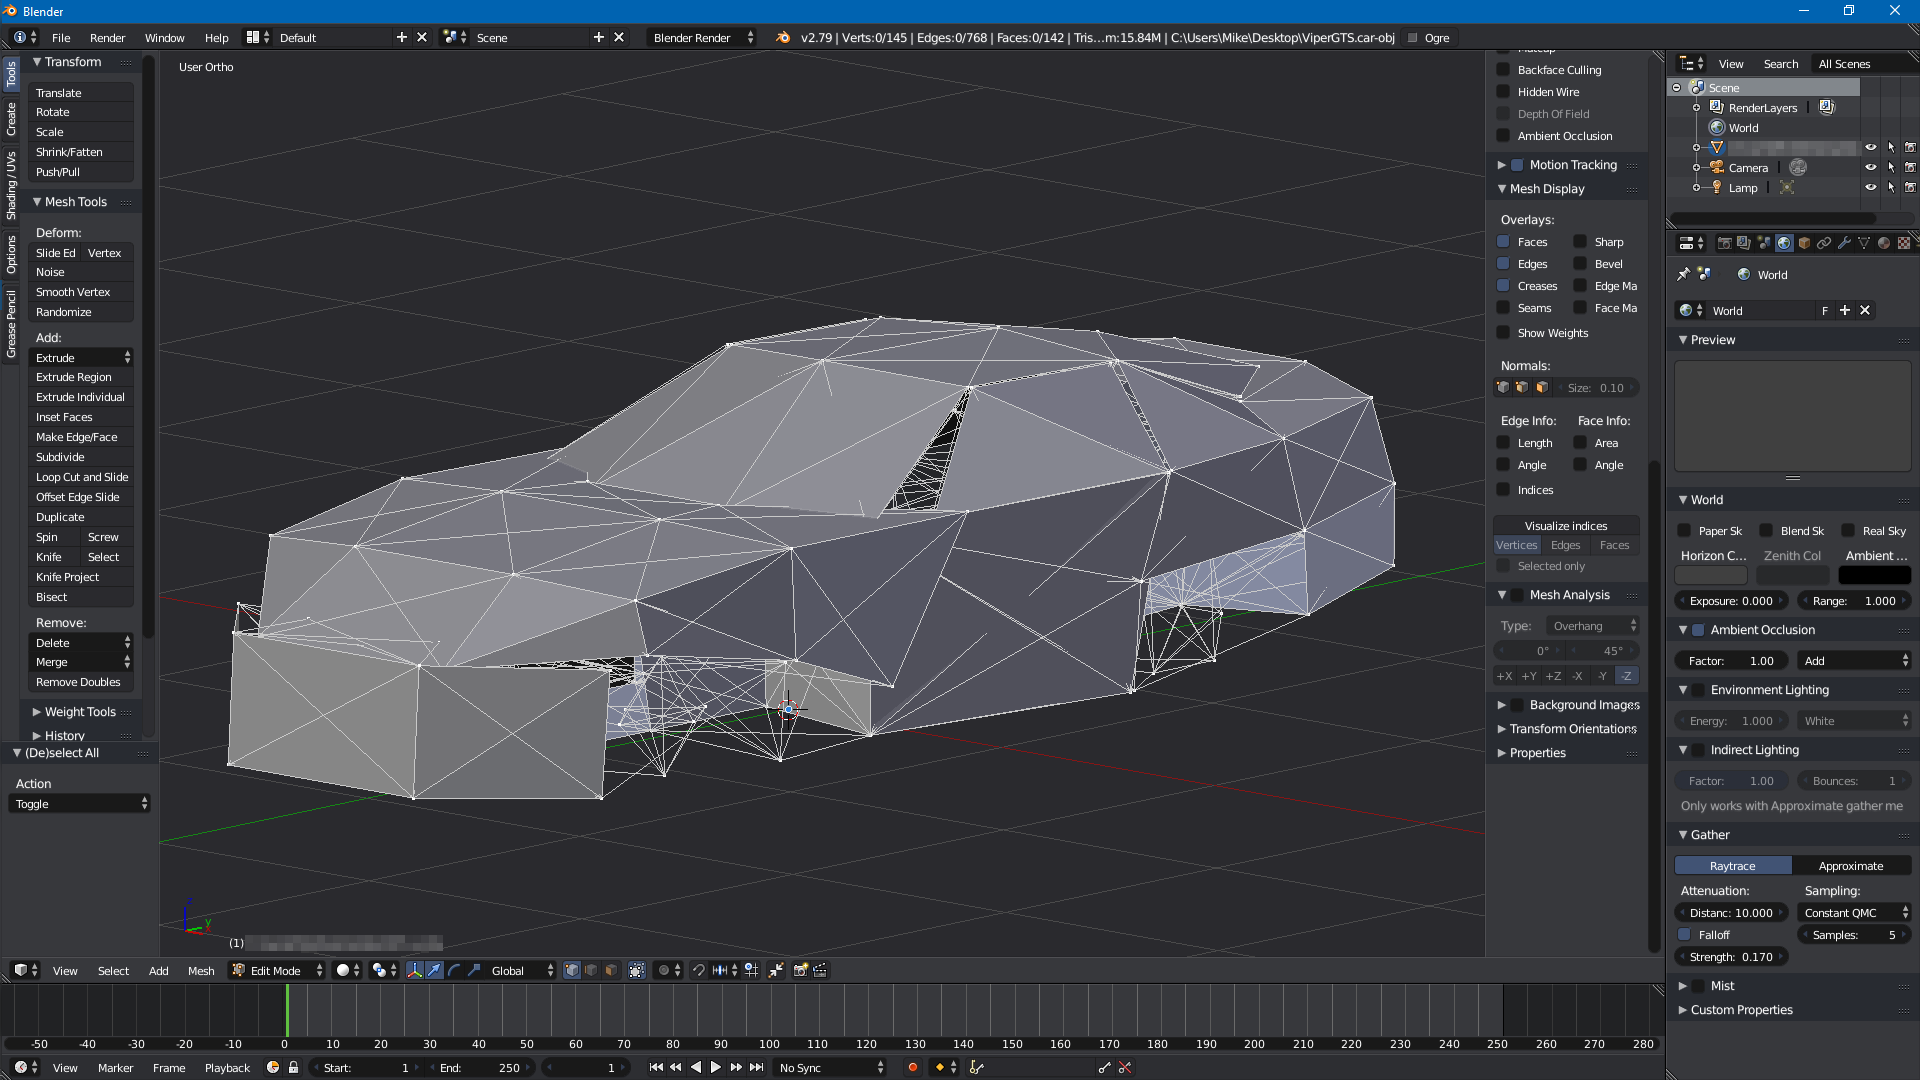 Blender
File Render Window Help Default Scene Blender Render v2.79 | Verts:0/145 | Edges:0/768 | Faces:0/142 | Tris...m:15.84M | C:\Users\Mike\Desktop\ViperGTS.car-obj Ogre
Tools
Create
Shading / UVs
Options
Grease Pencil
Transform
Translate
Rotate
Scale
Shrink/Fatten
Push/Pull
Mesh Tools
Deform:
Slide Ed Vertex
Noise
Smooth Vertex
Randomize
Add:
Extrude
Extrude Region
Extrude Individual
Inset Faces
Make Edge/Face
Subdivide
Loop Cut and Slide
Offset Edge Slide
Duplicate
Spin Screw
Knife Select
Knife Project
Bisect
Remove:
Delete
Merge
Remove Doubles
Weight Tools
History
(De)select All
Action
Toggle
User Ortho
z
y
(1)
Backface Culling
Hidden Wire
Depth Of Field
Ambient Occlusion
Motion Tracking
Mesh Display
Overlays:
Faces Sharp
Edges Bevel
Creases Edge Ma
Seams Face Ma
Show Weights
Normals:
Size: 0.10
Edge Info: Face Info:
Length Area
Angle Angle
Indices
Visualize indices
Vertices Edges Faces
Selected only
Mesh Analysis
Type: Overhang
0° 45°
+X +Y +Z -X -Y -Z
Background Images
Transform Orientations
Properties
View Search All Scenes
Scene
RenderLayers
World
Camera
Lamp
World
World F
Preview
World
Paper Sk Blend Sk Real Sky
Horizon C... Zenith Col Ambient ...
Exposure: 0.000 Range: 1.000
Ambient Occlusion
Factor: 1.00 Add
Environment Lighting
Energy: 1.000 White
Indirect Lighting
Factor: 1.00 Bounces: 1
Only works with Approximate gather me
Gather
Raytrace Approximate
Attenuation: Sampling:
Distanc: 10.000 Constant QMC
Falloff Samples: 5
Strength: 0.170
Mist
Custom Properties
View Select Add Mesh Edit Mode Global
-50 -40 -30 -20 -10 0 10 20 30 40 50 60 70 80 90 100 110 120 130 140 150 160 170 180 190 200 210 220 230 240 250 260 270 280
View Marker Frame Playback Start: 1 End: 250 1 No Sync